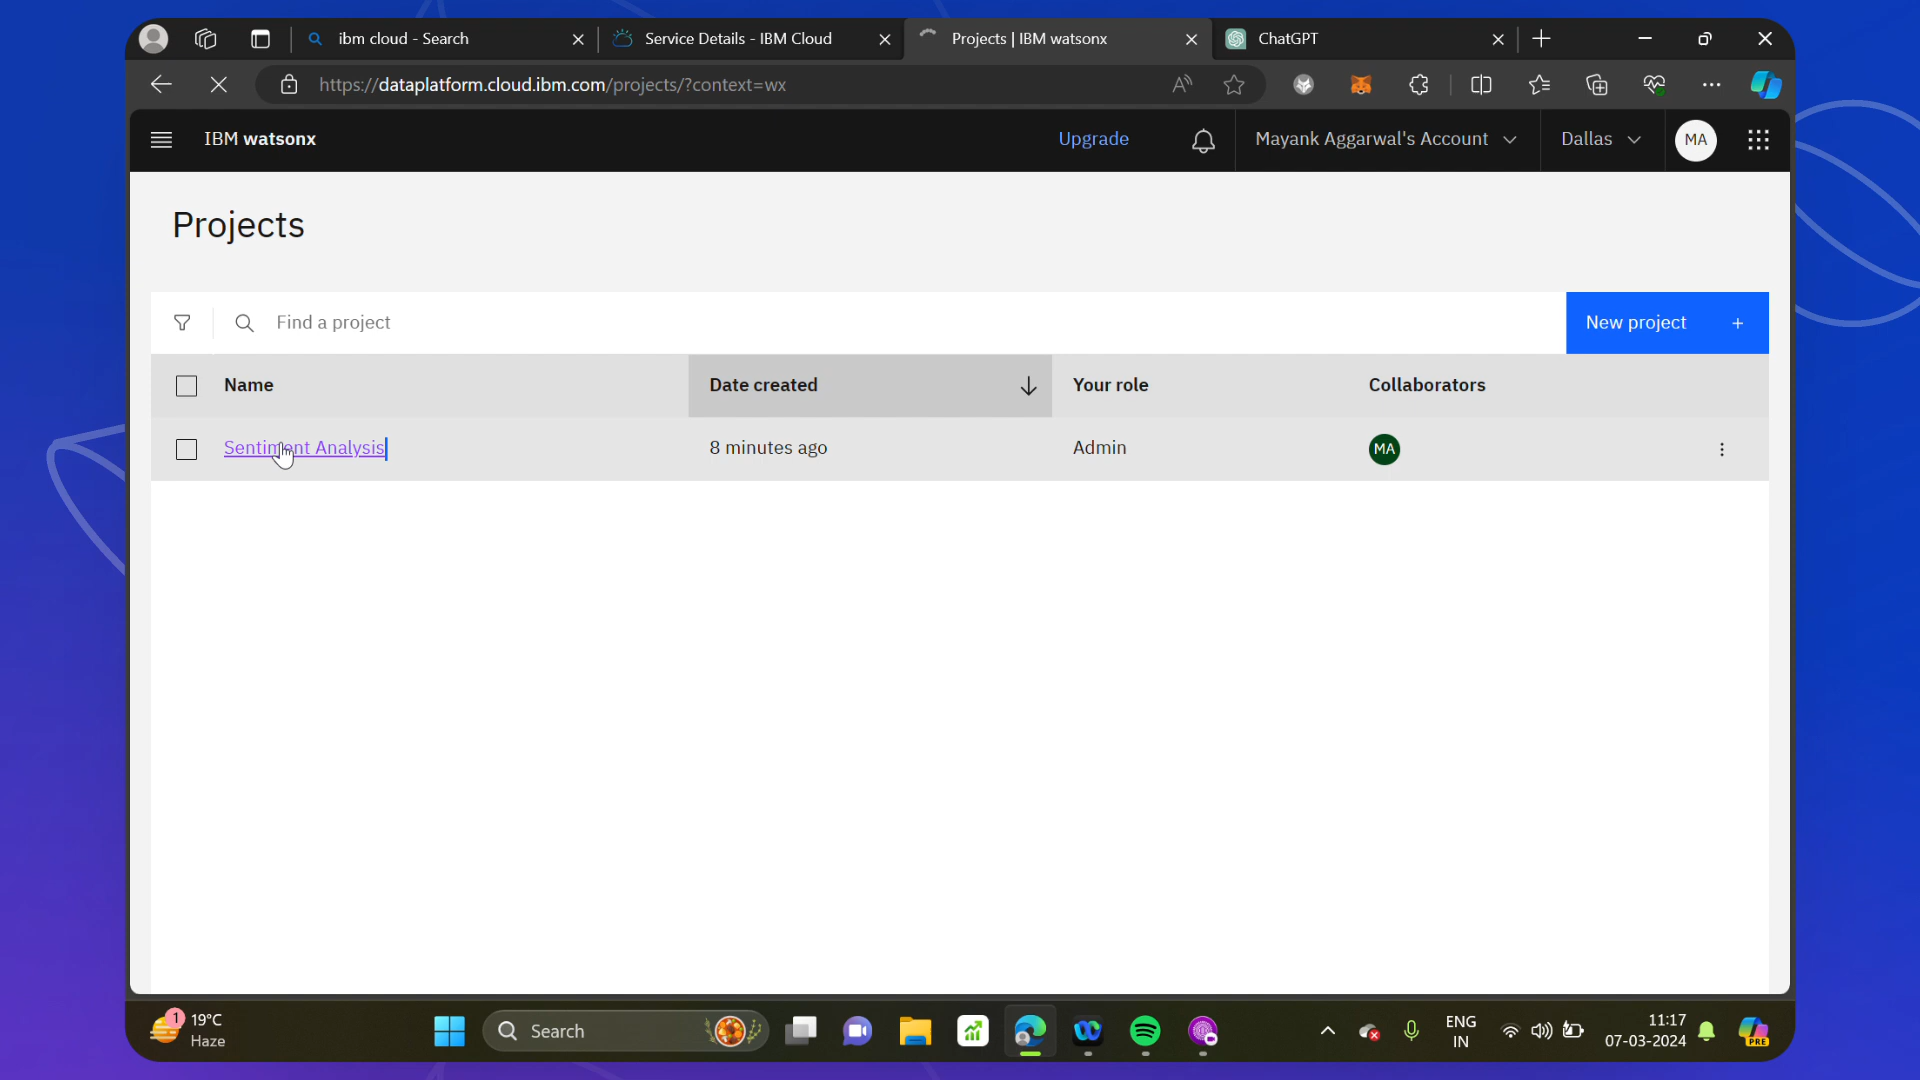 ibm cloud - Search
Service Details - IBM Cloud
Projects | IBM watsonx
ChatGPT
https://dataplatform.cloud.ibm.com/projects/?context=wx
IBM watsonx
Upgrade
Mayank Aggarwal's Account
Dallas
MA
Projects
Find a project
New project +
Name
Date created
Your role
Collaborators
Sentiment Analysis
8 minutes ago
Admin
MA
1
19°C
Haze
Search
ENG
IN
11:17
07-03-2024
PRE